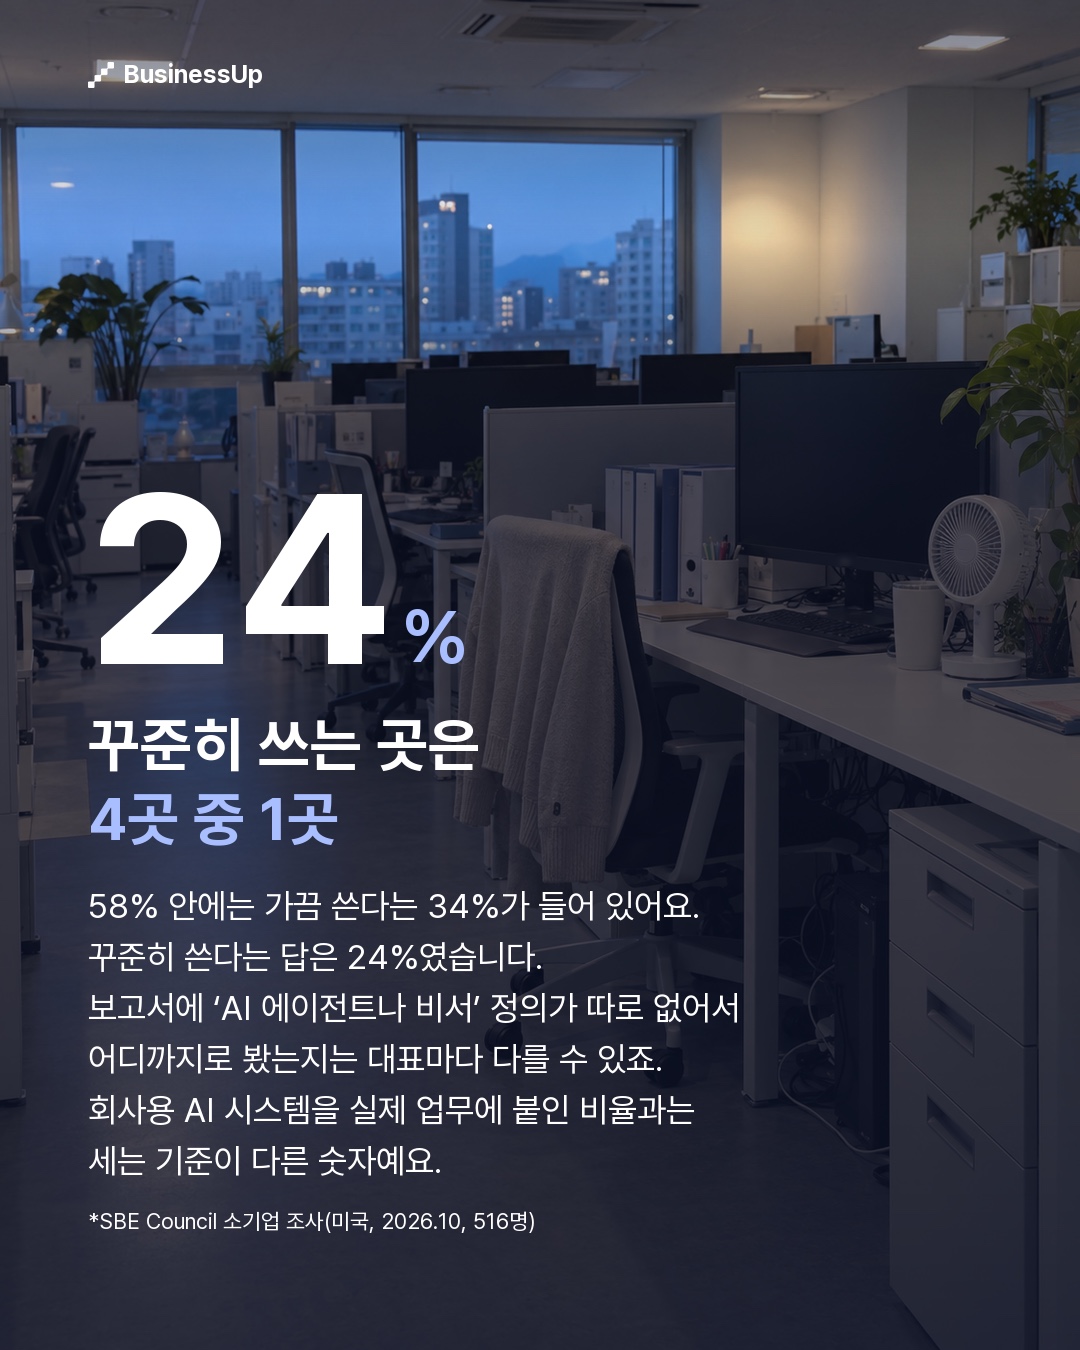 BusinessUp
24%
꾸준히 쓰는 곳은
4곳 중 1곳
58% 안에는 가끔 쓴다는 34%가 들어 있어요.
꾸준히 쓴다는 답은 24%였습니다.
보고서에 ‘AI 에이전트나 비서’ 정의가 따로 없어서
어디까지로 봤는지는 대표마다 다를 수 있죠.
회사용 AI 시스템을 실제 업무에 붙인 비율과는
세는 기준이 다른 숫자예요.
*SBE Council 소기업 조사(미국, 2026.10, 516명)